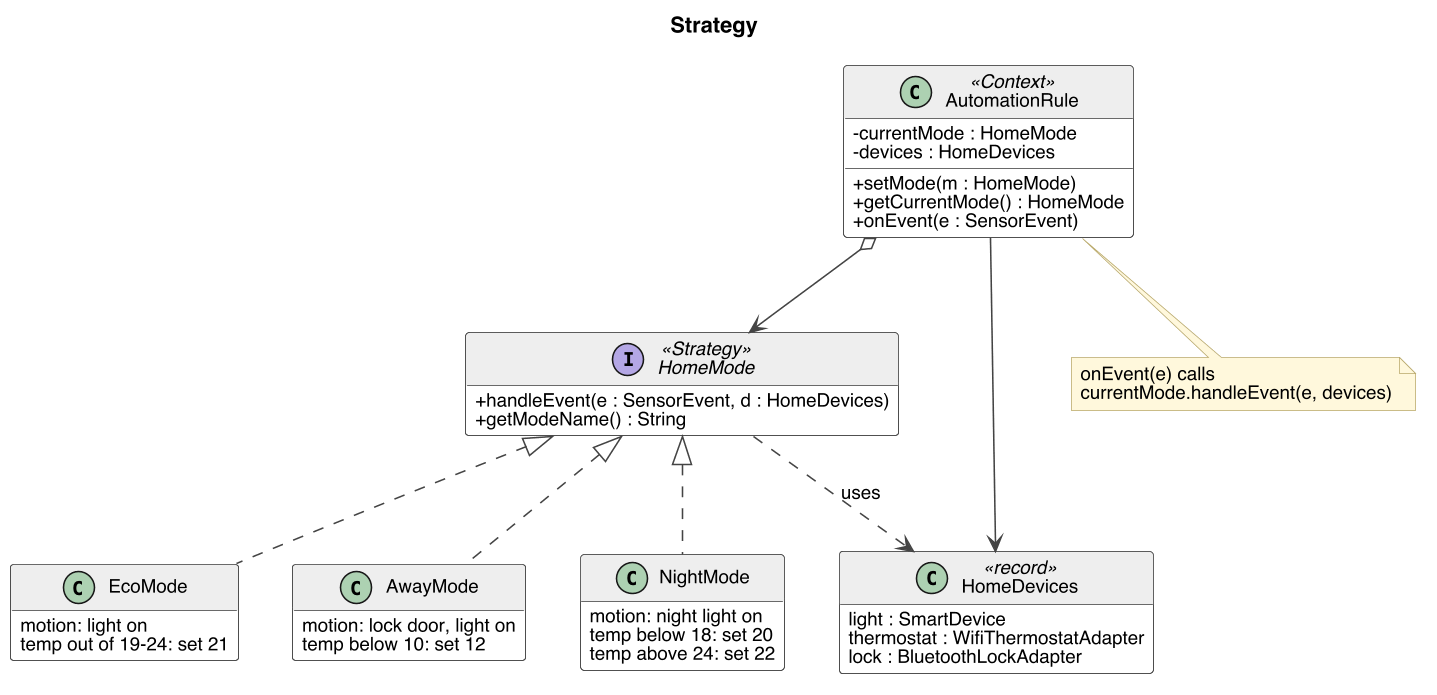 Strategy
C
«Context»
AutomationRule
-currentMode : HomeMode
-devices : HomeDevices
+setMode(m : HomeMode)
+getCurrentMode() : HomeMode
+onEvent(e : SensorEvent)
I
«Strategy»
HomeMode
+handleEvent(e : SensorEvent, d : HomeDevices)
+getModeName() : String
onEvent(e) calls
currentMode.handleEvent(e, devices)
uses
C
EcoMode
motion: light on
temp out of 19-24: set 21
C
AwayMode
motion: lock door, light on
temp below 10: set 12
C
NightMode
motion: night light on
temp below 18: set 20
temp above 24: set 22
C
«record»
HomeDevices
light : SmartDevice
thermostat : WifiThermostatAdapter
lock : BluetoothLockAdapter